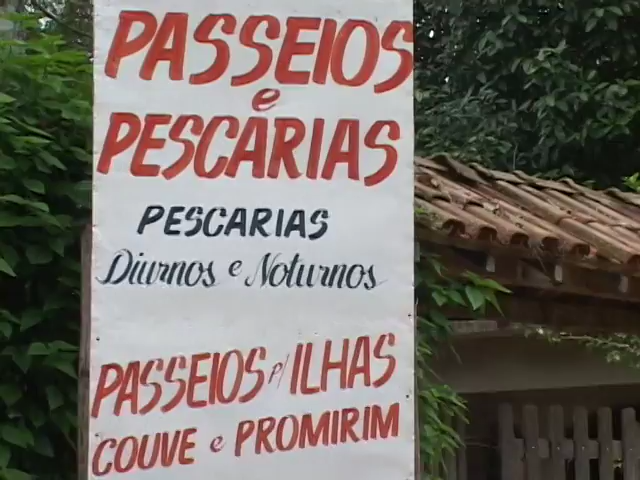 PASSEIOS
e
PESCARIAS
PESCARIAS
Diurnos e Noturnos
PASSEIOS p/ ILHAS
COUVE e PROMIRIM